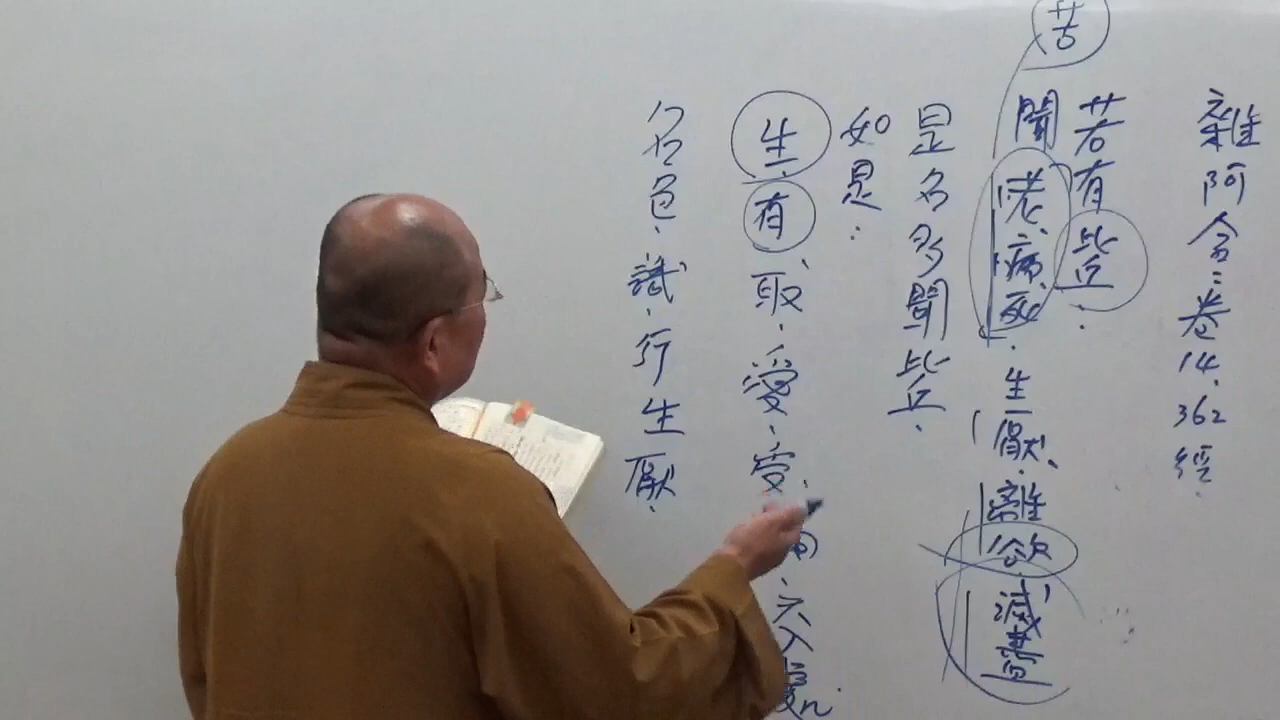 苦
雜阿含:卷14.362經.
若有比丘.
聞老、病、死.生厭、離欲滅盡
是名多聞比丘.
如是:
生、有、取、愛、受、
六入處
名色、識、行生厭.